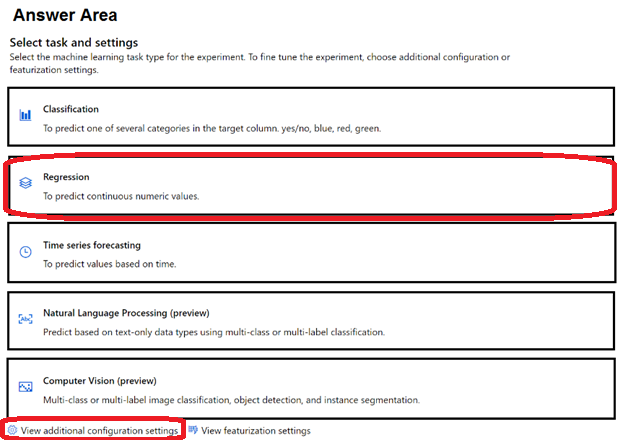 Answer Area
Select task and settings
Select the machine learning task type for the experiment. To fine tune the experiment, choose additional configuration or
featurization settings.
Classification
To predict one of several categories in the target column. yes/no, blue, red, green.
Regression
To predict continuous numeric values.
Time series forecasting
To predict values based on time.
Abc
Natural Language Processing (preview)
Predict based on text-only data types using multi-class or multi-label classification.
Computer Vision (preview)
Multi-class or multi-label image classification, object detection, and instance segmentation.
View additional configuration settings View featurization settings